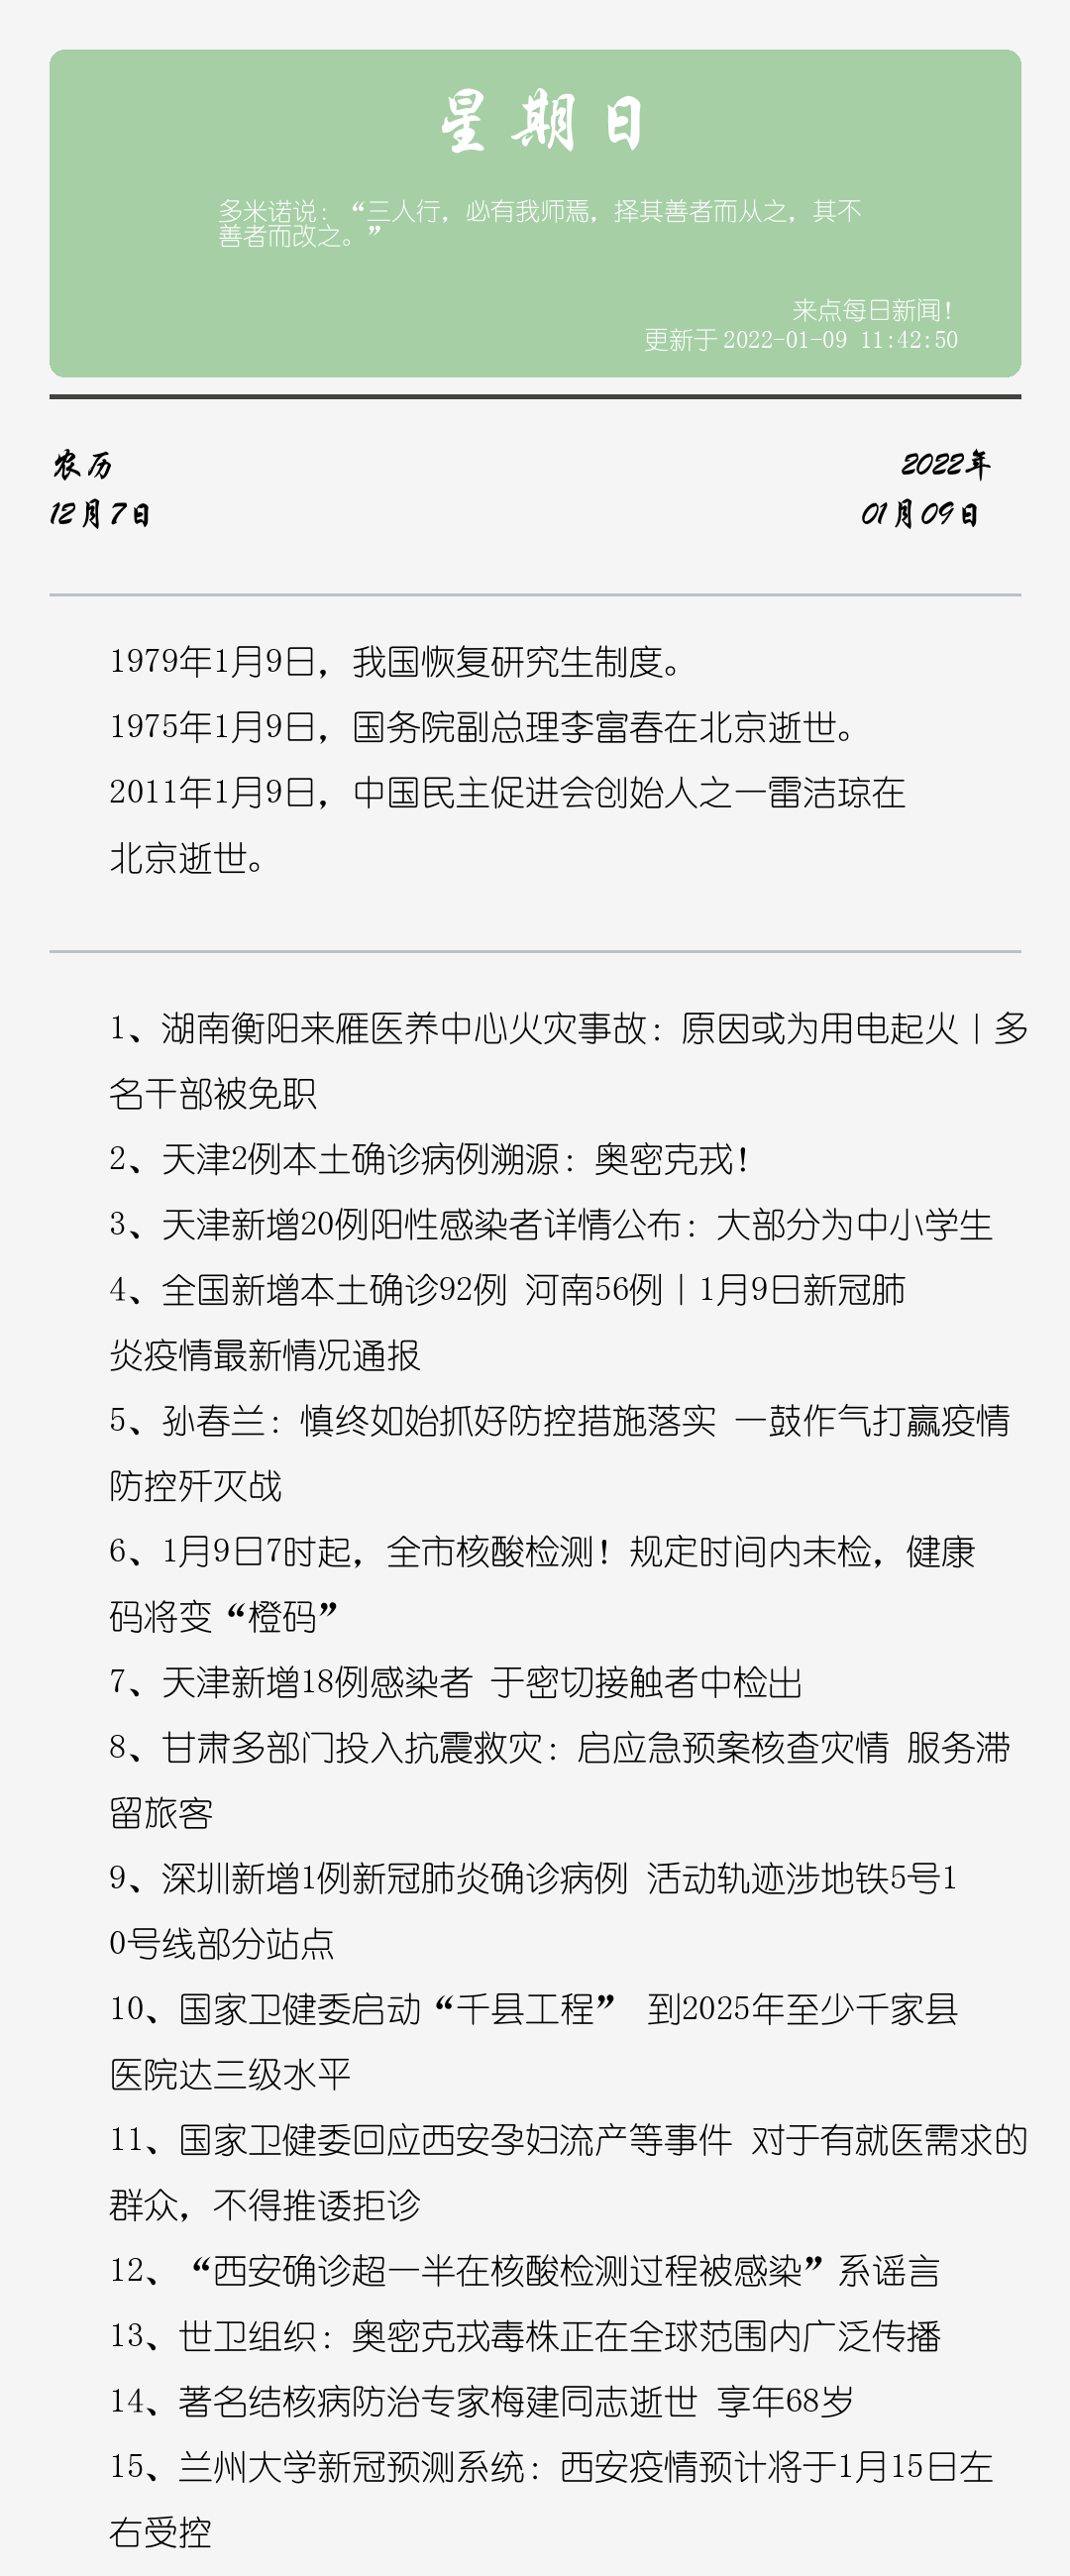 星期日
多米诺说：“三人行，必有我师焉，择其善者而从之，其不
善者而改之。”
来点每日新闻！
更新于 2022-01-09 11:42:50
农历
2022年
12月7日
01月09日
1979年1月9日，我国恢复研究生制度。
1975年1月9日，国务院副总理李富春在北京逝世。
2011年1月9日，中国民主促进会创始人之一雷洁琼在
北京逝世。
1、湖南衡阳来雁医养中心火灾事故：原因或为用电起火丨多
名干部被免职
2、天津2例本土确诊病例溯源：奥密克戎！
3、天津新增20例阳性感染者详情公布：大部分为中小学生
4、全国新增本土确诊92例 河南56例丨1月9日新冠肺
炎疫情最新情况通报
5、孙春兰：慎终如始抓好防控措施落实 一鼓作气打赢疫情
防控歼灭战
6、1月9日7时起，全市核酸检测！规定时间内未检，健康
码将变“橙码”
7、天津新增18例感染者 于密切接触者中检出
8、甘肃多部门投入抗震救灾：启应急预案核查灾情 服务滞
留旅客
9、深圳新增1例新冠肺炎确诊病例 活动轨迹涉地铁5号1
0号线部分站点
10、国家卫健委启动“千县工程” 到2025年至少千家县
医院达三级水平
11、国家卫健委回应西安孕妇流产等事件 对于有就医需求的
群众，不得推诿拒诊
12、“西安确诊超一半在核酸检测过程被感染”系谣言
13、世卫组织：奥密克戎毒株正在全球范围内广泛传播
14、著名结核病防治专家梅建同志逝世 享年68岁
15、兰州大学新冠预测系统：西安疫情预计将于1月15日左
右受控